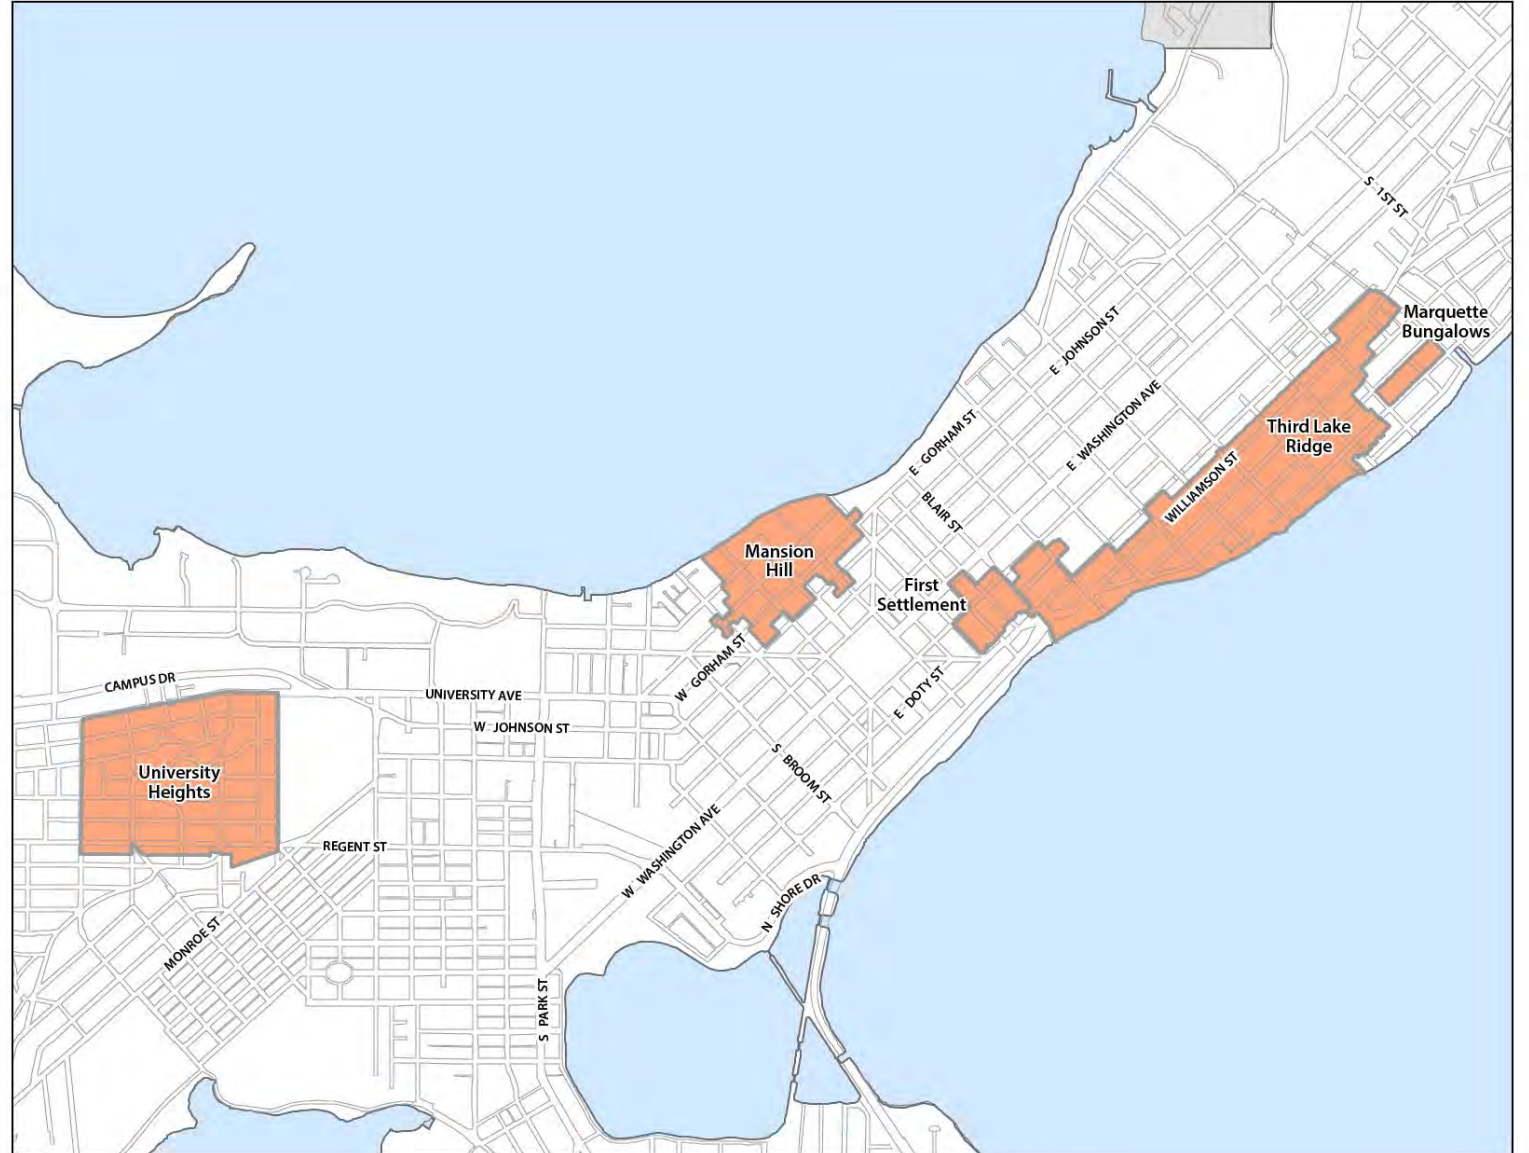 S 1ST ST
Marquette
Bungalows
E JOHNSON ST
E WASHINGTON AVE
E GORHAM ST
Third Lake
Ridge
WILLIAMSON ST
BLAIR ST
Mansion
Hill
First
Settlement
W GORHAM ST
E DOTY ST
CAMPUS DR
UNIVERSITY AVE
W JOHNSON ST
University
Heights
S BROOM ST
REGENT ST
W WASHINGTON AVE
N SHORE DR
MONROE ST
S PARK ST